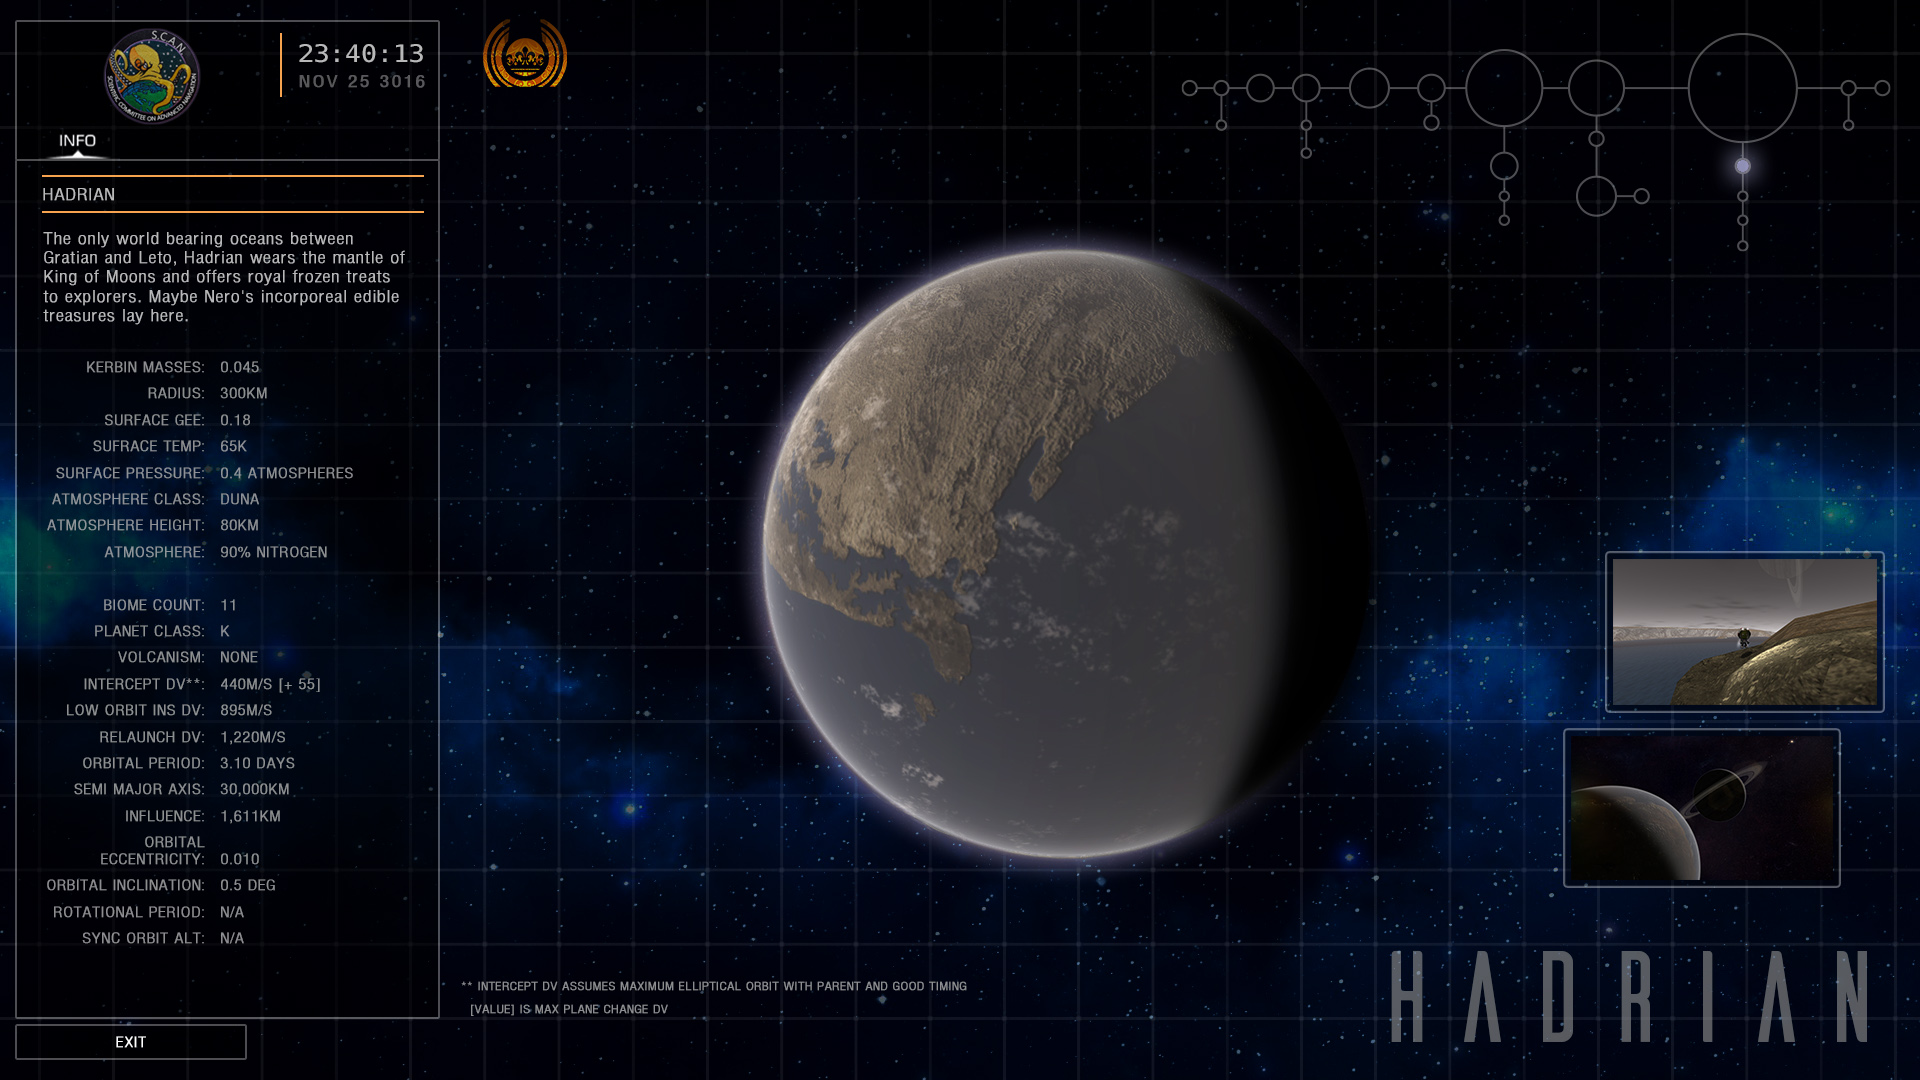 S.C.A.N.
SCIENTIFIC COMMITTEE ON ADVANCED NAVIGATION
23:40:13
NOV 25 3016
INFO
HADRIAN
The only world bearing oceans between
Gratian and Leto, Hadrian wears the mantle of
King of Moons and offers royal frozen treats
to explorers. Maybe Nero's incorporeal edible
treasures lay here.
KERBIN MASSES: 0.045
RADIUS: 300KM
SURFACE GEE: 0.18
SUFRACE TEMP: 65K
SURFACE PRESSURE: 0.4 ATMOSPHERES
ATMOSPHERE CLASS: DUNA
ATMOSPHERE HEIGHT: 80KM
ATMOSPHERE: 90% NITROGEN
BIOME COUNT: 11
PLANET CLASS: K
VOLCANISM: NONE
INTERCEPT DV**: 440M/S [+ 55]
LOW ORBIT INS DV: 895M/S
RELAUNCH DV: 1,220M/S
ORBITAL PERIOD: 3.10 DAYS
SEMI MAJOR AXIS: 30,000KM
INFLUENCE: 1,611KM
ORBITAL
ECCENTRICITY: 0.010
ORBITAL INCLINATION: 0.5 DEG
ROTATIONAL PERIOD: N/A
SYNC ORBIT ALT: N/A
** INTERCEPT DV ASSUMES MAXIMUM ELLIPTICAL ORBIT WITH PARENT AND GOOD TIMING
[VALUE] IS MAX PLANE CHANGE DV
HADRIAN
EXIT